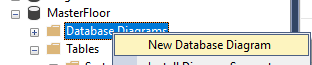 MasterFloor
Database Diagrams
New Database Diagram
Tables